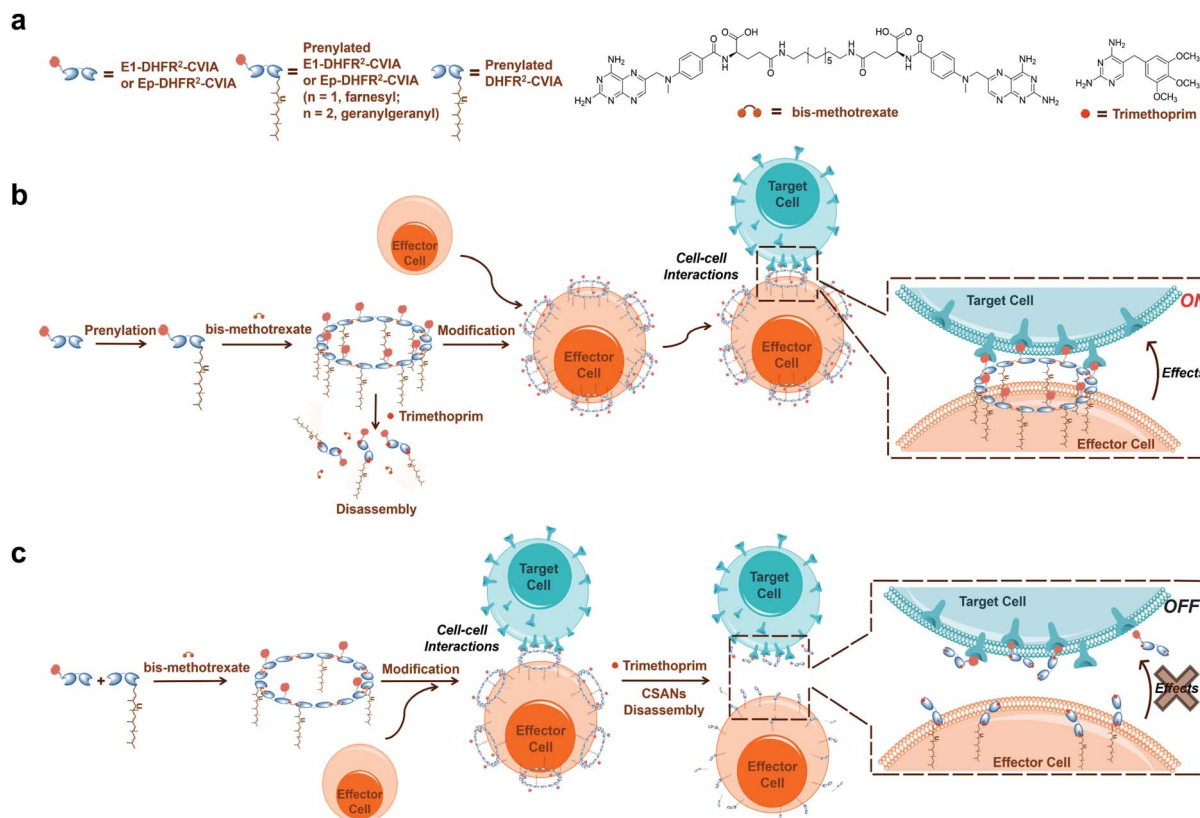 a
= E1-DHFR²-CVIA
or Ep-DHFR²-CVIA
= Prenylated
E1-DHFR²-CVIA
or Ep-DHFR²-CVIA
(n = 1, farnesyl;
n = 2, geranylgeranyl)
= Prenylated
DHFR²-CVIA
= bis-methotrexate
= Trimethoprim
b
Effector
Cell
Prenylation
bis-methotrexate
Modification
Trimethoprim
Disassembly
Effector
Cell
Target
Cell
Cell-cell
Interactions
Effector
Cell
Target Cell
Effects
Effector Cell
c
+
bis-methotrexate
Modification
Effector
Cell
Target
Cell
Cell-cell
Interactions
Effector
Cell
Trimethoprim
CSANs
Disassembly
Target
Cell
Effector
Cell
Target Cell
OFF
Effects
Effector Cell